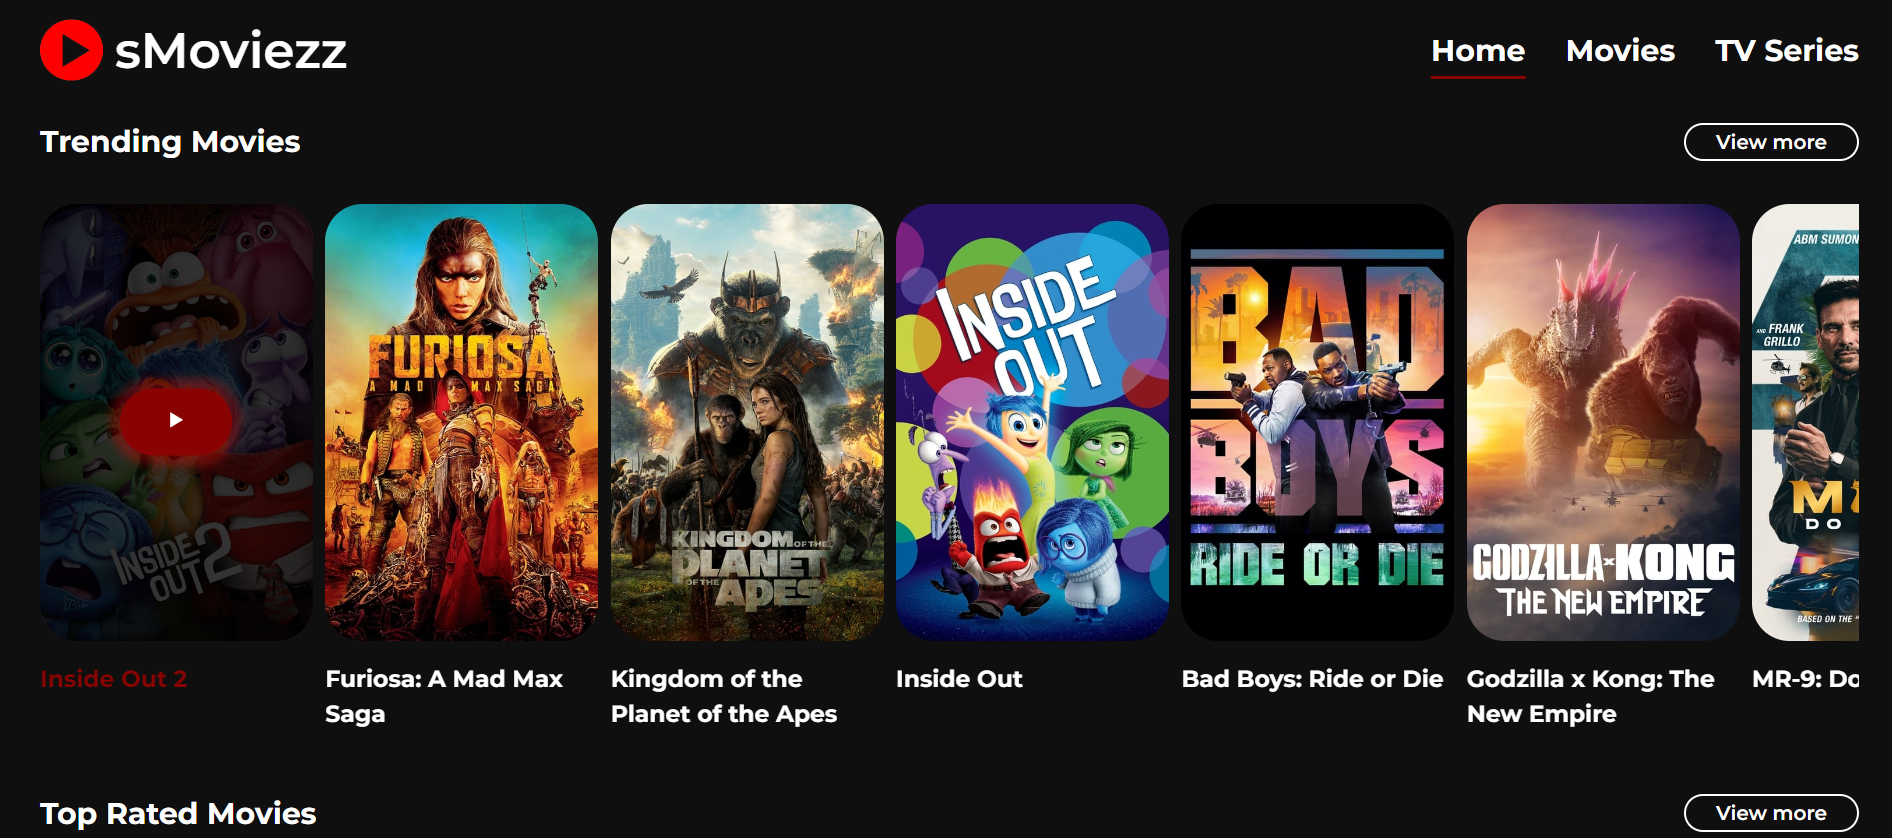 sMoviezz
Home
Movies
TV Series
Trending Movies
View more
INSIDE
OUT 2
FURIOSA
A MAD MAX SAGA
KINGDOM OF THE
PLANET
OF THE
APES
INSIDE
OUT
BAD
BOYS
RIDE OR DIE
GODZILLA x KONG
THE NEW EMPIRE
ABM SUMON
AND FRANK
GRILLO
M
DO
BASED ON THE "
Inside Out 2
Furiosa: A Mad Max
Saga
Kingdom of the
Planet of the Apes
Inside Out
Bad Boys: Ride or Die
Godzilla x Kong: The
New Empire
MR-9: Do
Top Rated Movies
View more